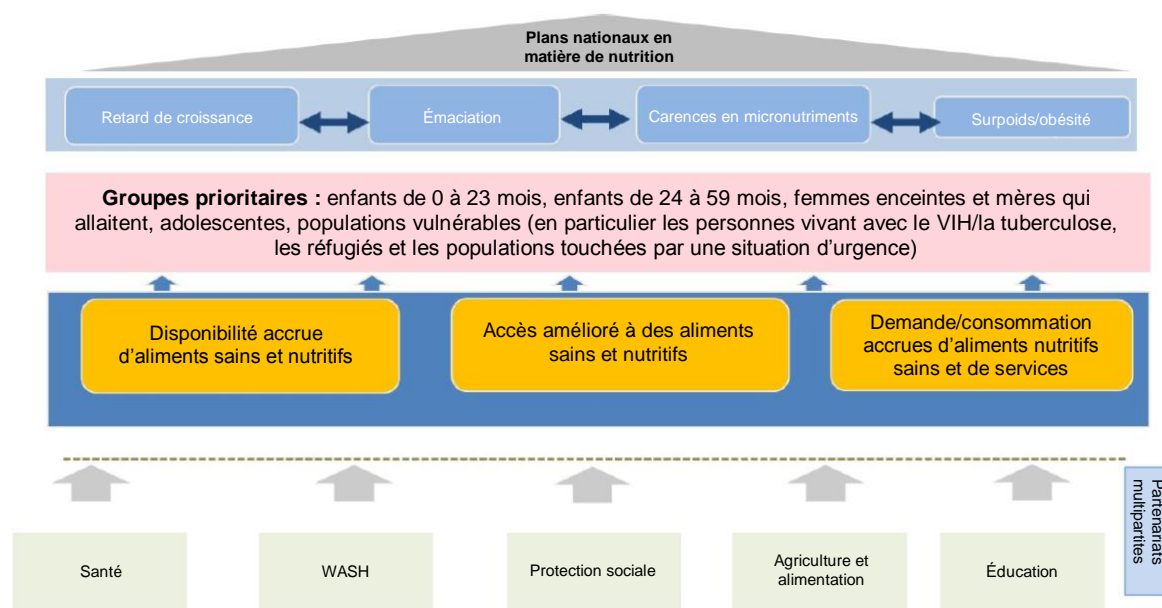 Plans nationaux en
matière de nutrition
Retard de croissance
Émaciation
Carences en micronutriments
Surpoids/obésité
Groupes prioritaires : enfants de 0 à 23 mois, enfants de 24 à 59 mois, femmes enceintes et mères qui
allaitent, adolescentes, populations vulnérables (en particulier les personnes vivant avec le VIH/la tuberculose,
les réfugiés et les populations touchées par une situation d’urgence)
Disponibilité accrue
d’aliments sains et nutritifs
Accès amélioré à des aliments
sains et nutritifs
Demande/consommation
accrues d’aliments nutritifs
sains et de services
Santé
WASH
Protection sociale
Agriculture et
alimentation
Éducation
Partenariats
multipartites